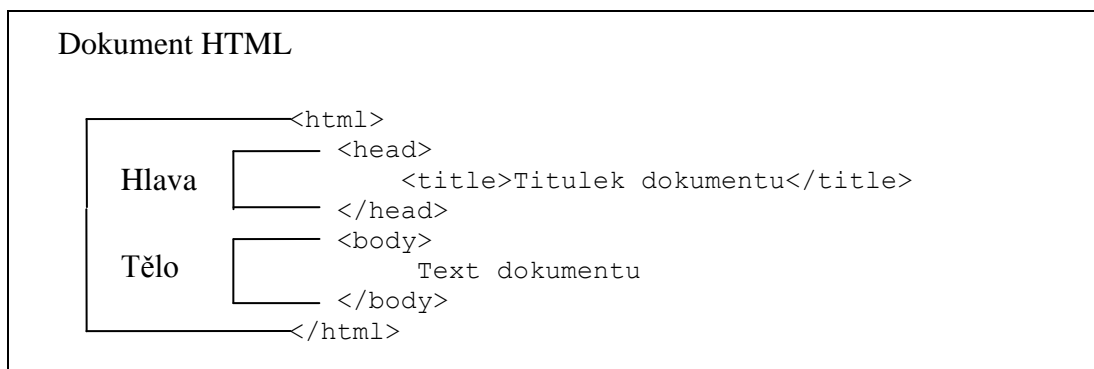 Dokument HTML
<html>
<head>
Hlava
<title>Titulek dokumentu</title>
</head>
<body>
Tělo
Text dokumentu
</body>
</html>